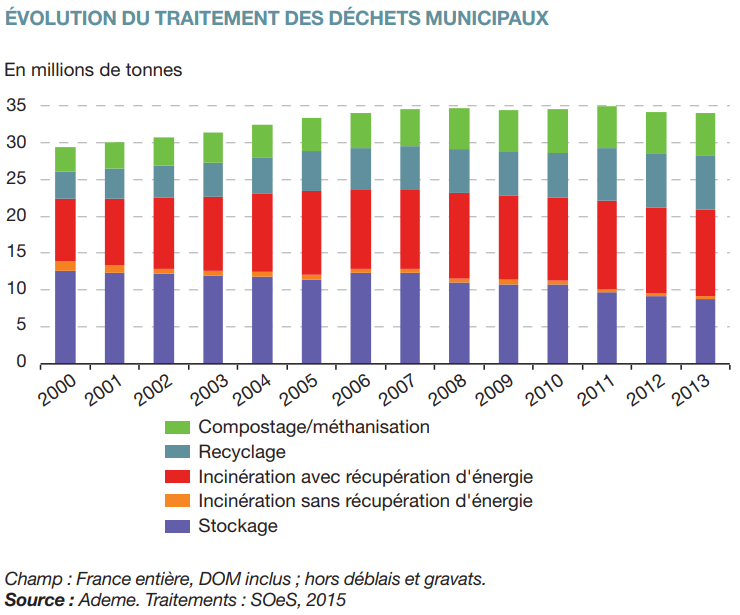 ÉVOLUTION DU TRAITEMENT DES DÉCHETS MUNICIPAUX
En millions de tonnes
35
30
25
20
15
10
5
0
2000 2001 2002 2003 2004 2005 2006 2007 2008 2009 2010 2011 2012 2013
Compostage/méthanisation
Recyclage
Incinération avec récupération d'énergie
Incinération sans récupération d'énergie
Stockage
Champ : France entière, DOM inclus ; hors déblais et gravats.
Source : Ademe. Traitements : SOeS, 2015